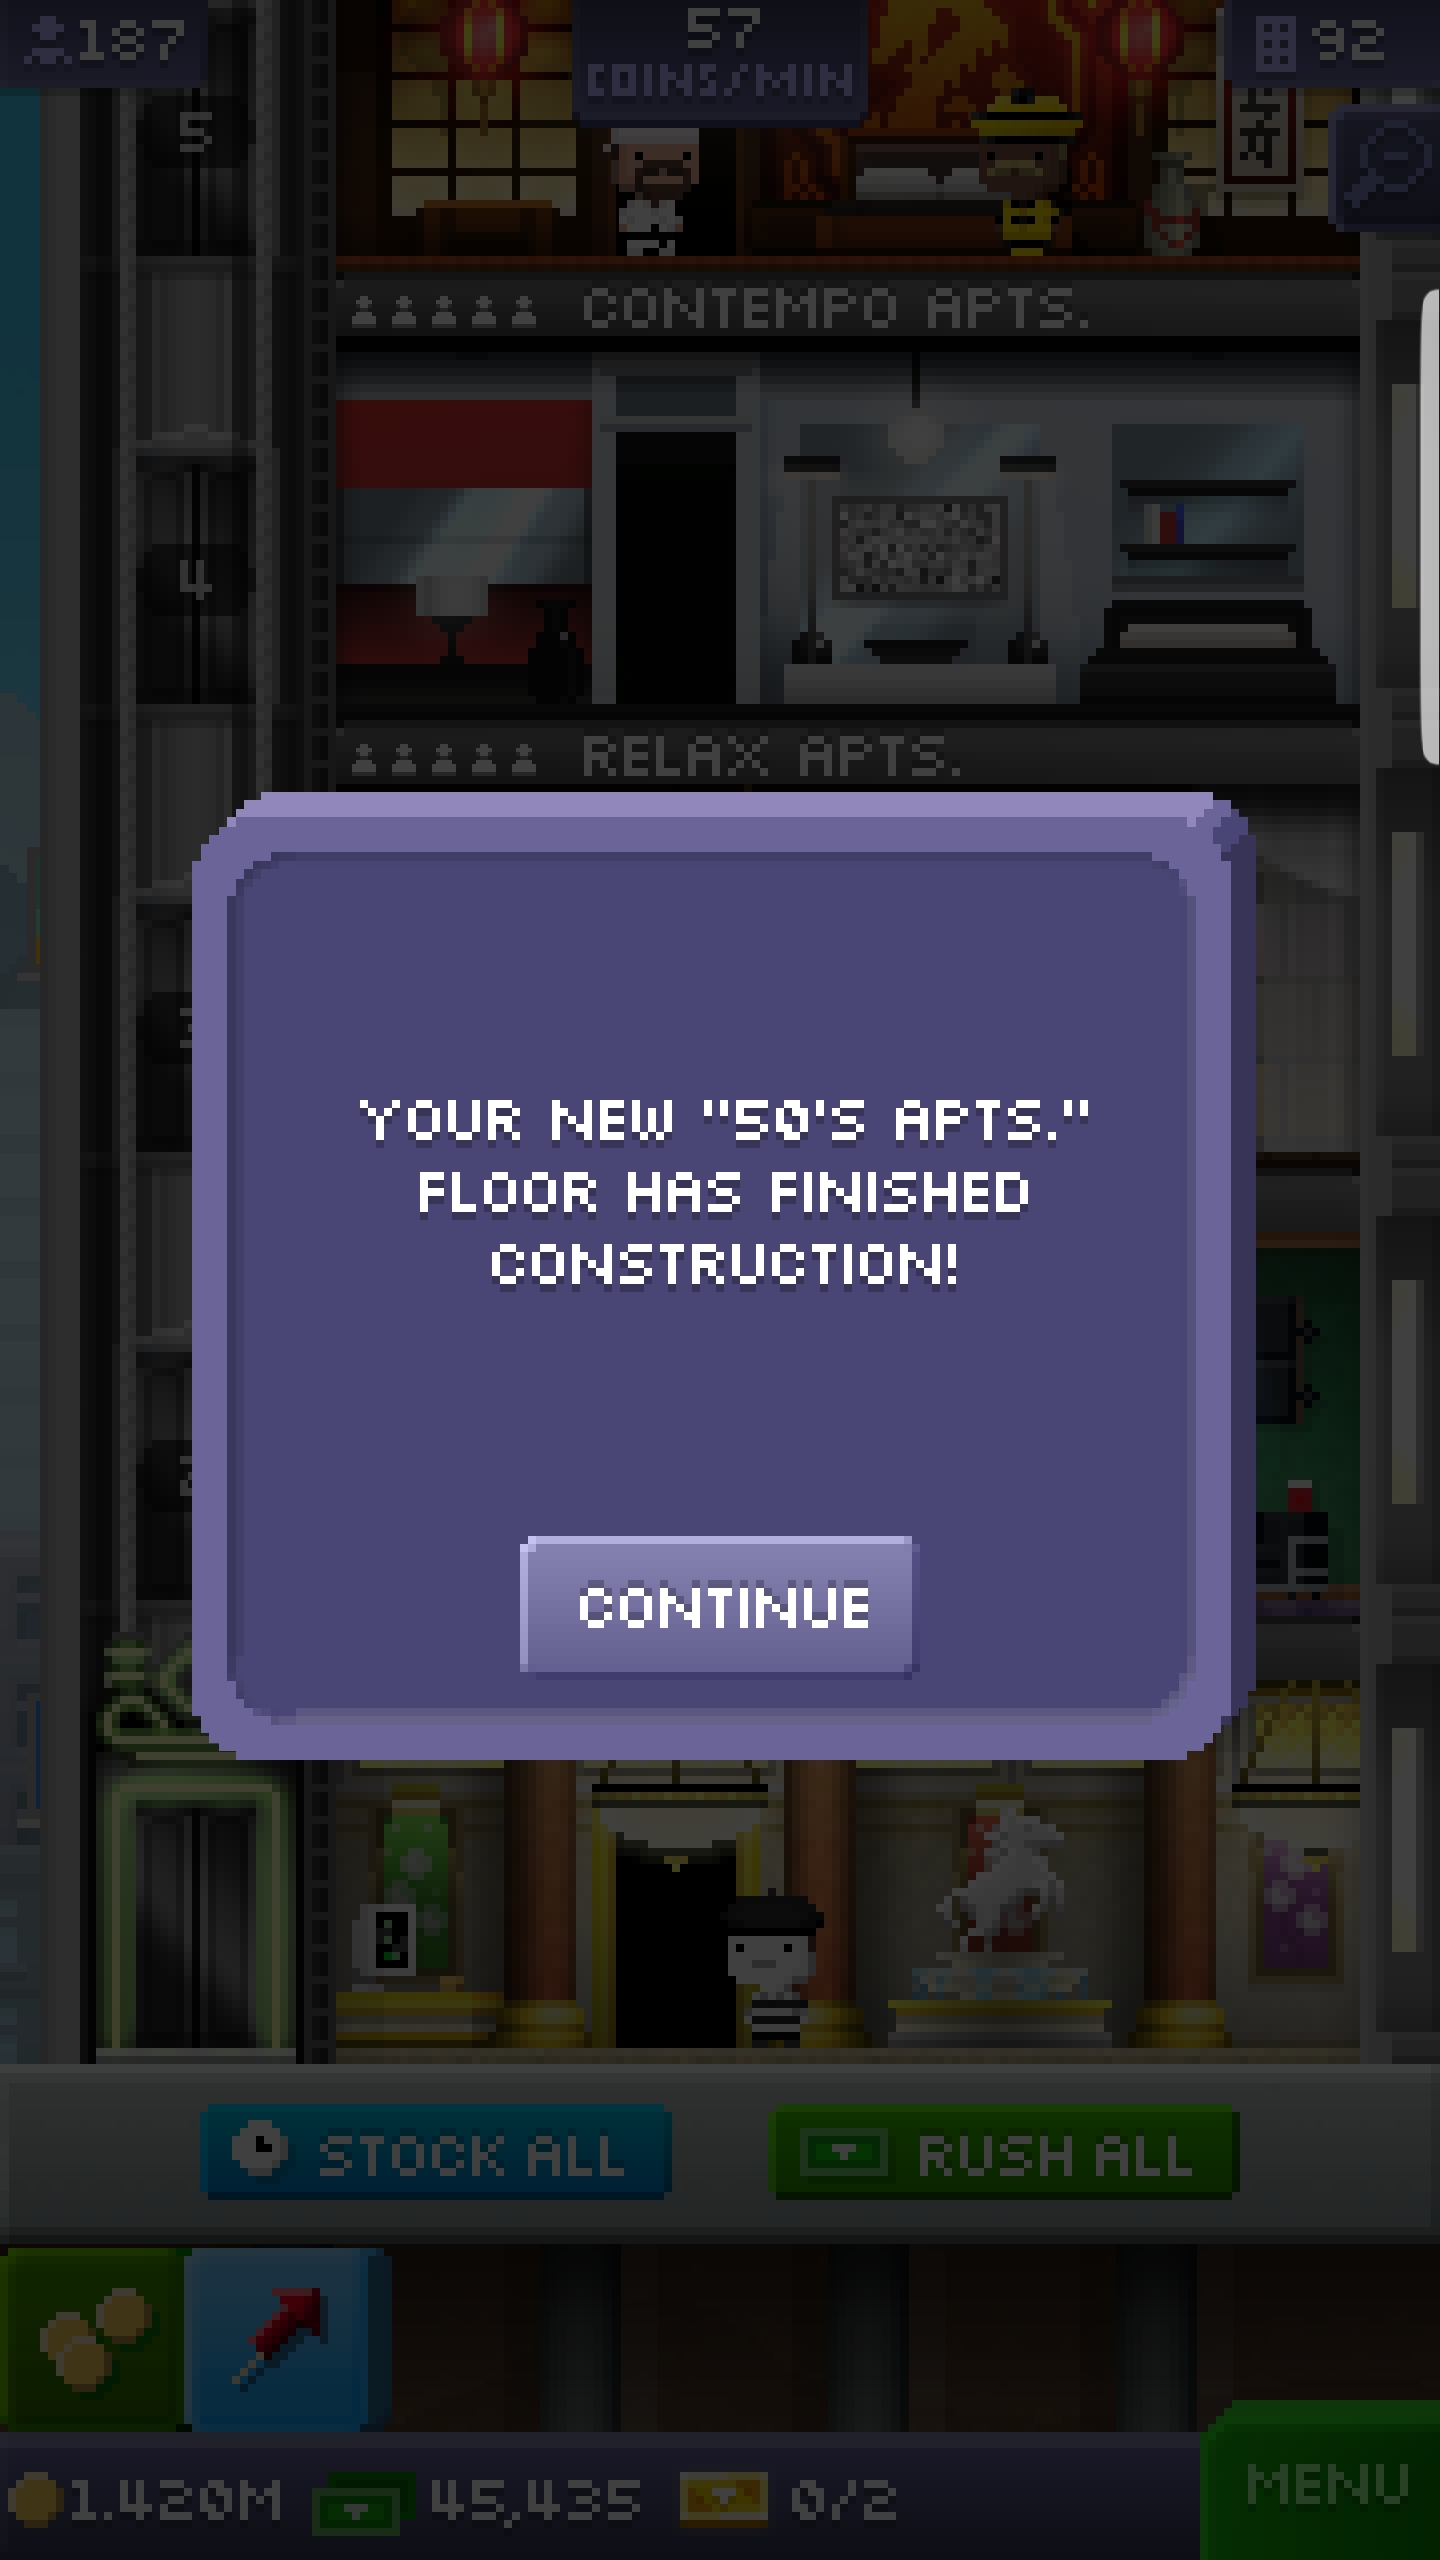 187
57
COINS/MIN
92
5
CONTEMPO APTS.
4
RELAX APTS.
YOUR NEW "50'S APTS."
FLOOR HAS FINISHED
CONSTRUCTION!
CONTINUE
STOCK ALL
RUSH ALL
1.420M
45,435
0/2
MENU